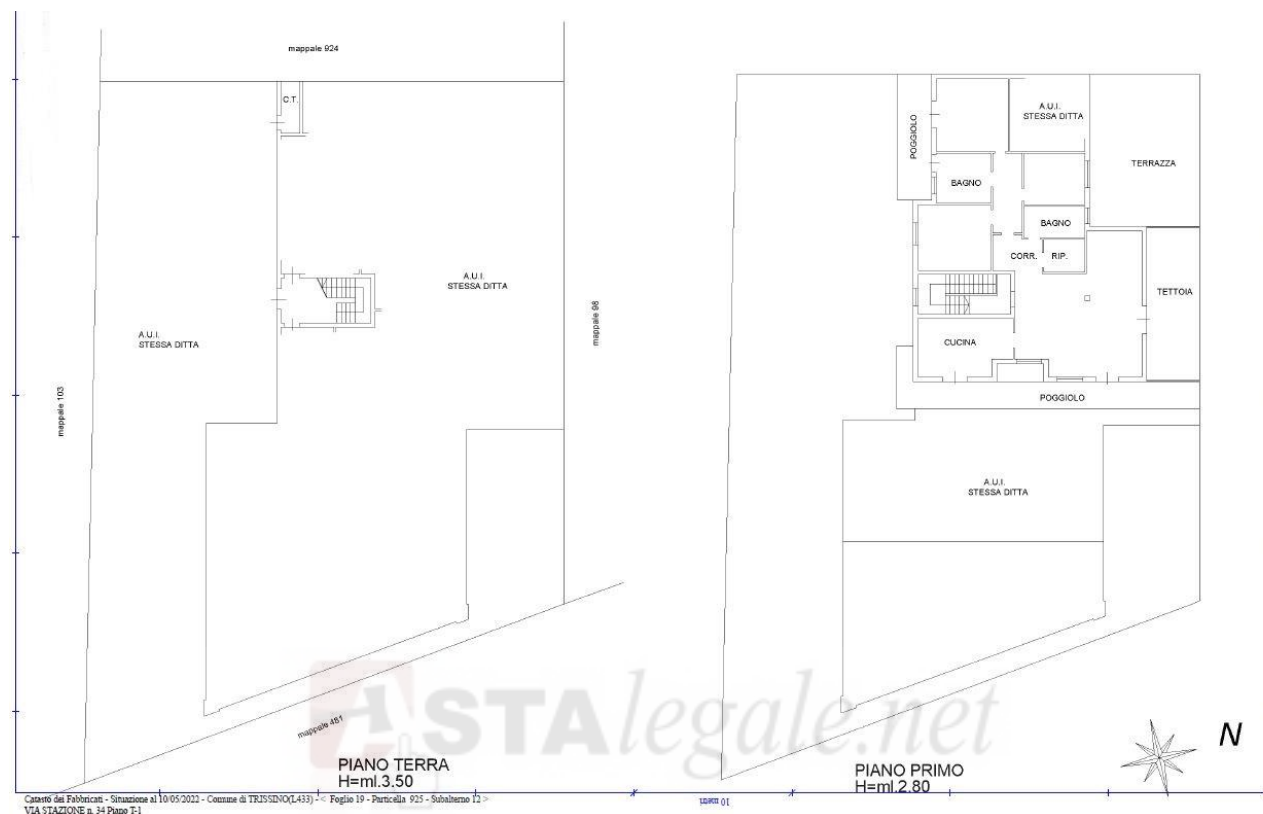 mappale 924
C.T.
A.U.I.
STESSA DITTA
A.U.I.
STESSA DITTA
mappale 98
mappale 103
mappale 481
PIANO TERRA
H=ml.3.50
POGGIOLO
A.U.I.
STESSA DITTA
TERRAZZA
BAGNO
BAGNO
CORR.
RIP.
TETTOIA
CUCINA
POGGIOLO
A.U.I.
STESSA DITTA
PIANO PRIMO
H=ml.2.80
N
ASTAlegale.net
10 metri
Catasto dei Fabbricati - Situazione al 10/05/2022 - Comune di TRISSINO(L433) - < Foglio 19 - Particella 925 - Subalterno 12 >
VIA STAZIONE n. 34 Piano T-1